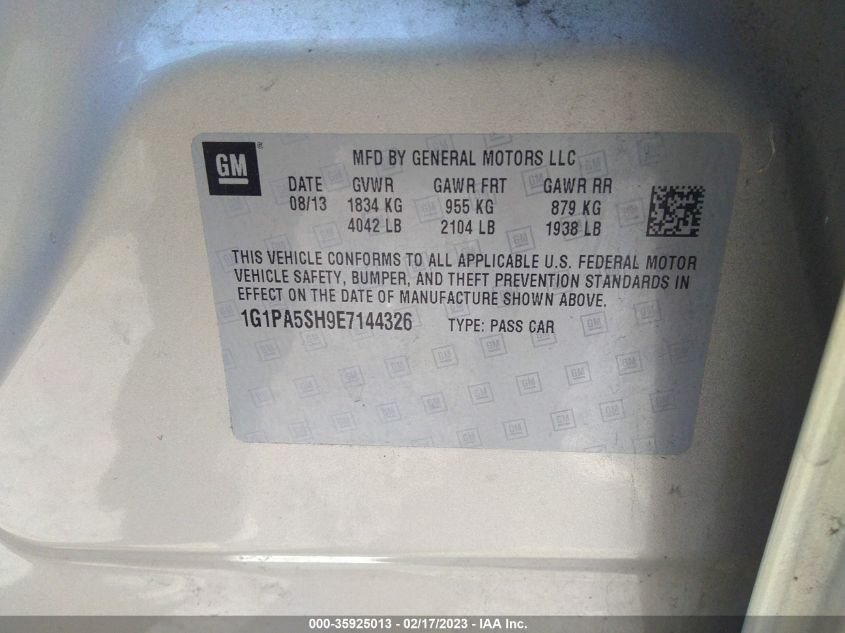 GM ®
MFD BY GENERAL MOTORS LLC
DATE GVWR GAWR FRT GAWR RR
08/13 1834 KG 955 KG 879 KG
4042 LB 2104 LB 1938 LB
THIS VEHICLE CONFORMS TO ALL APPLICABLE U.S. FEDERAL MOTOR
VEHICLE SAFETY, BUMPER, AND THEFT PREVENTION STANDARDS IN
EFFECT ON THE DATE OF MANUFACTURE SHOWN ABOVE.
1G1PA5SH9E7144326 TYPE: PASS CAR
000-35925013 - 02/17/2023 - IAA Inc.